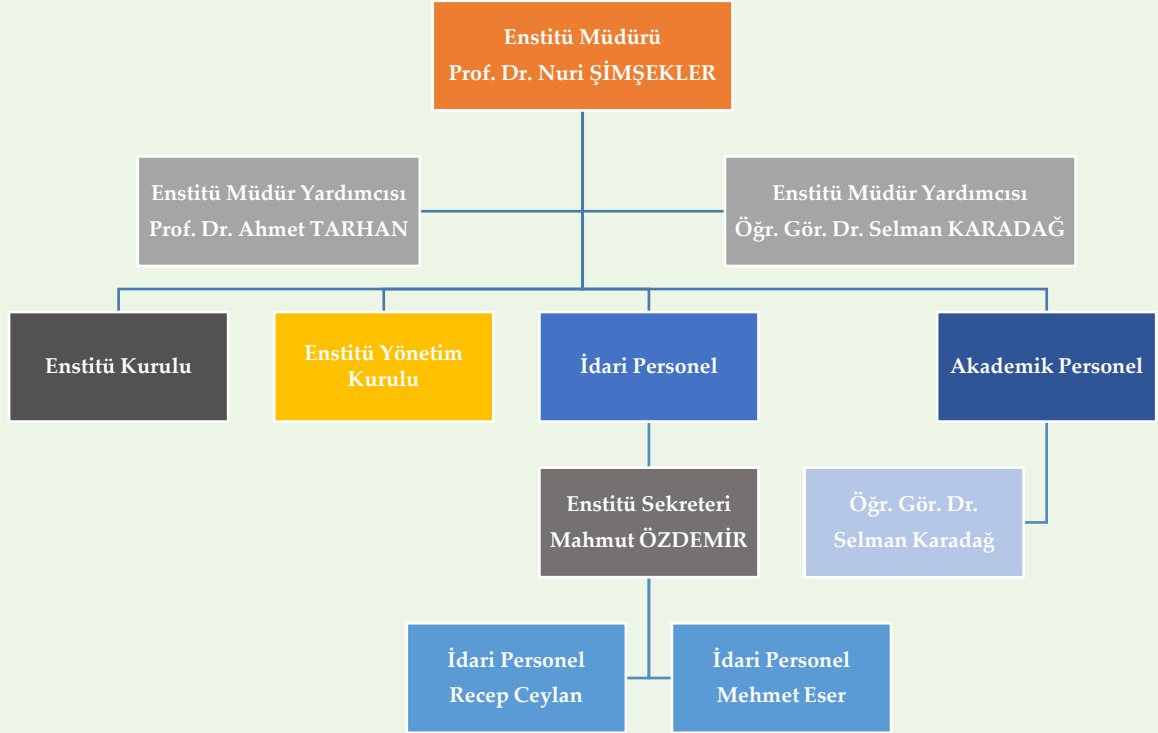 Enstitü Müdürü
Prof. Dr. Nuri ŞİMŞEKLER
Enstitü Müdür Yardımcısı
Prof. Dr. Ahmet TARHAN
Enstitü Müdür Yardımcısı
Öğr. Gör. Dr. Selman KARADAĞ
Enstitü Kurulu
Enstitü Yönetim
Kurulu
İdari Personel
Akademik Personel
Enstitü Sekreteri
Mahmut ÖZDEMİR
Öğr. Gör. Dr.
Selman Karadağ
İdari Personel
Recep Ceylan
İdari Personel
Mehmet Eser